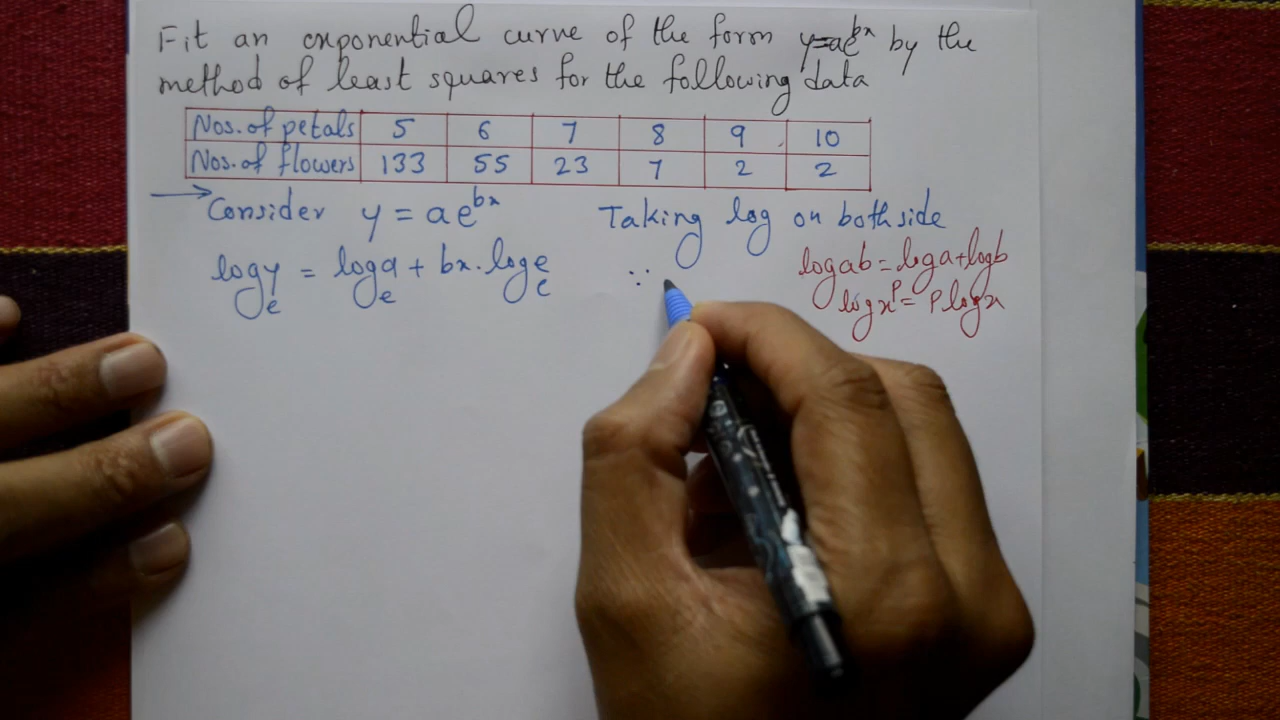 Fit an exponential curve of the form y=ae^bx by the
method of least squares for the following data
Nos. of petals 5 6 7 8 9 10
Nos. of flowers 133 55 23 7 2 2
→ Consider y = ae^bx Taking log on both side
log_e y = log_e a + bx . log_e e ∵ log ab = log a + log b
log x^p = p log x